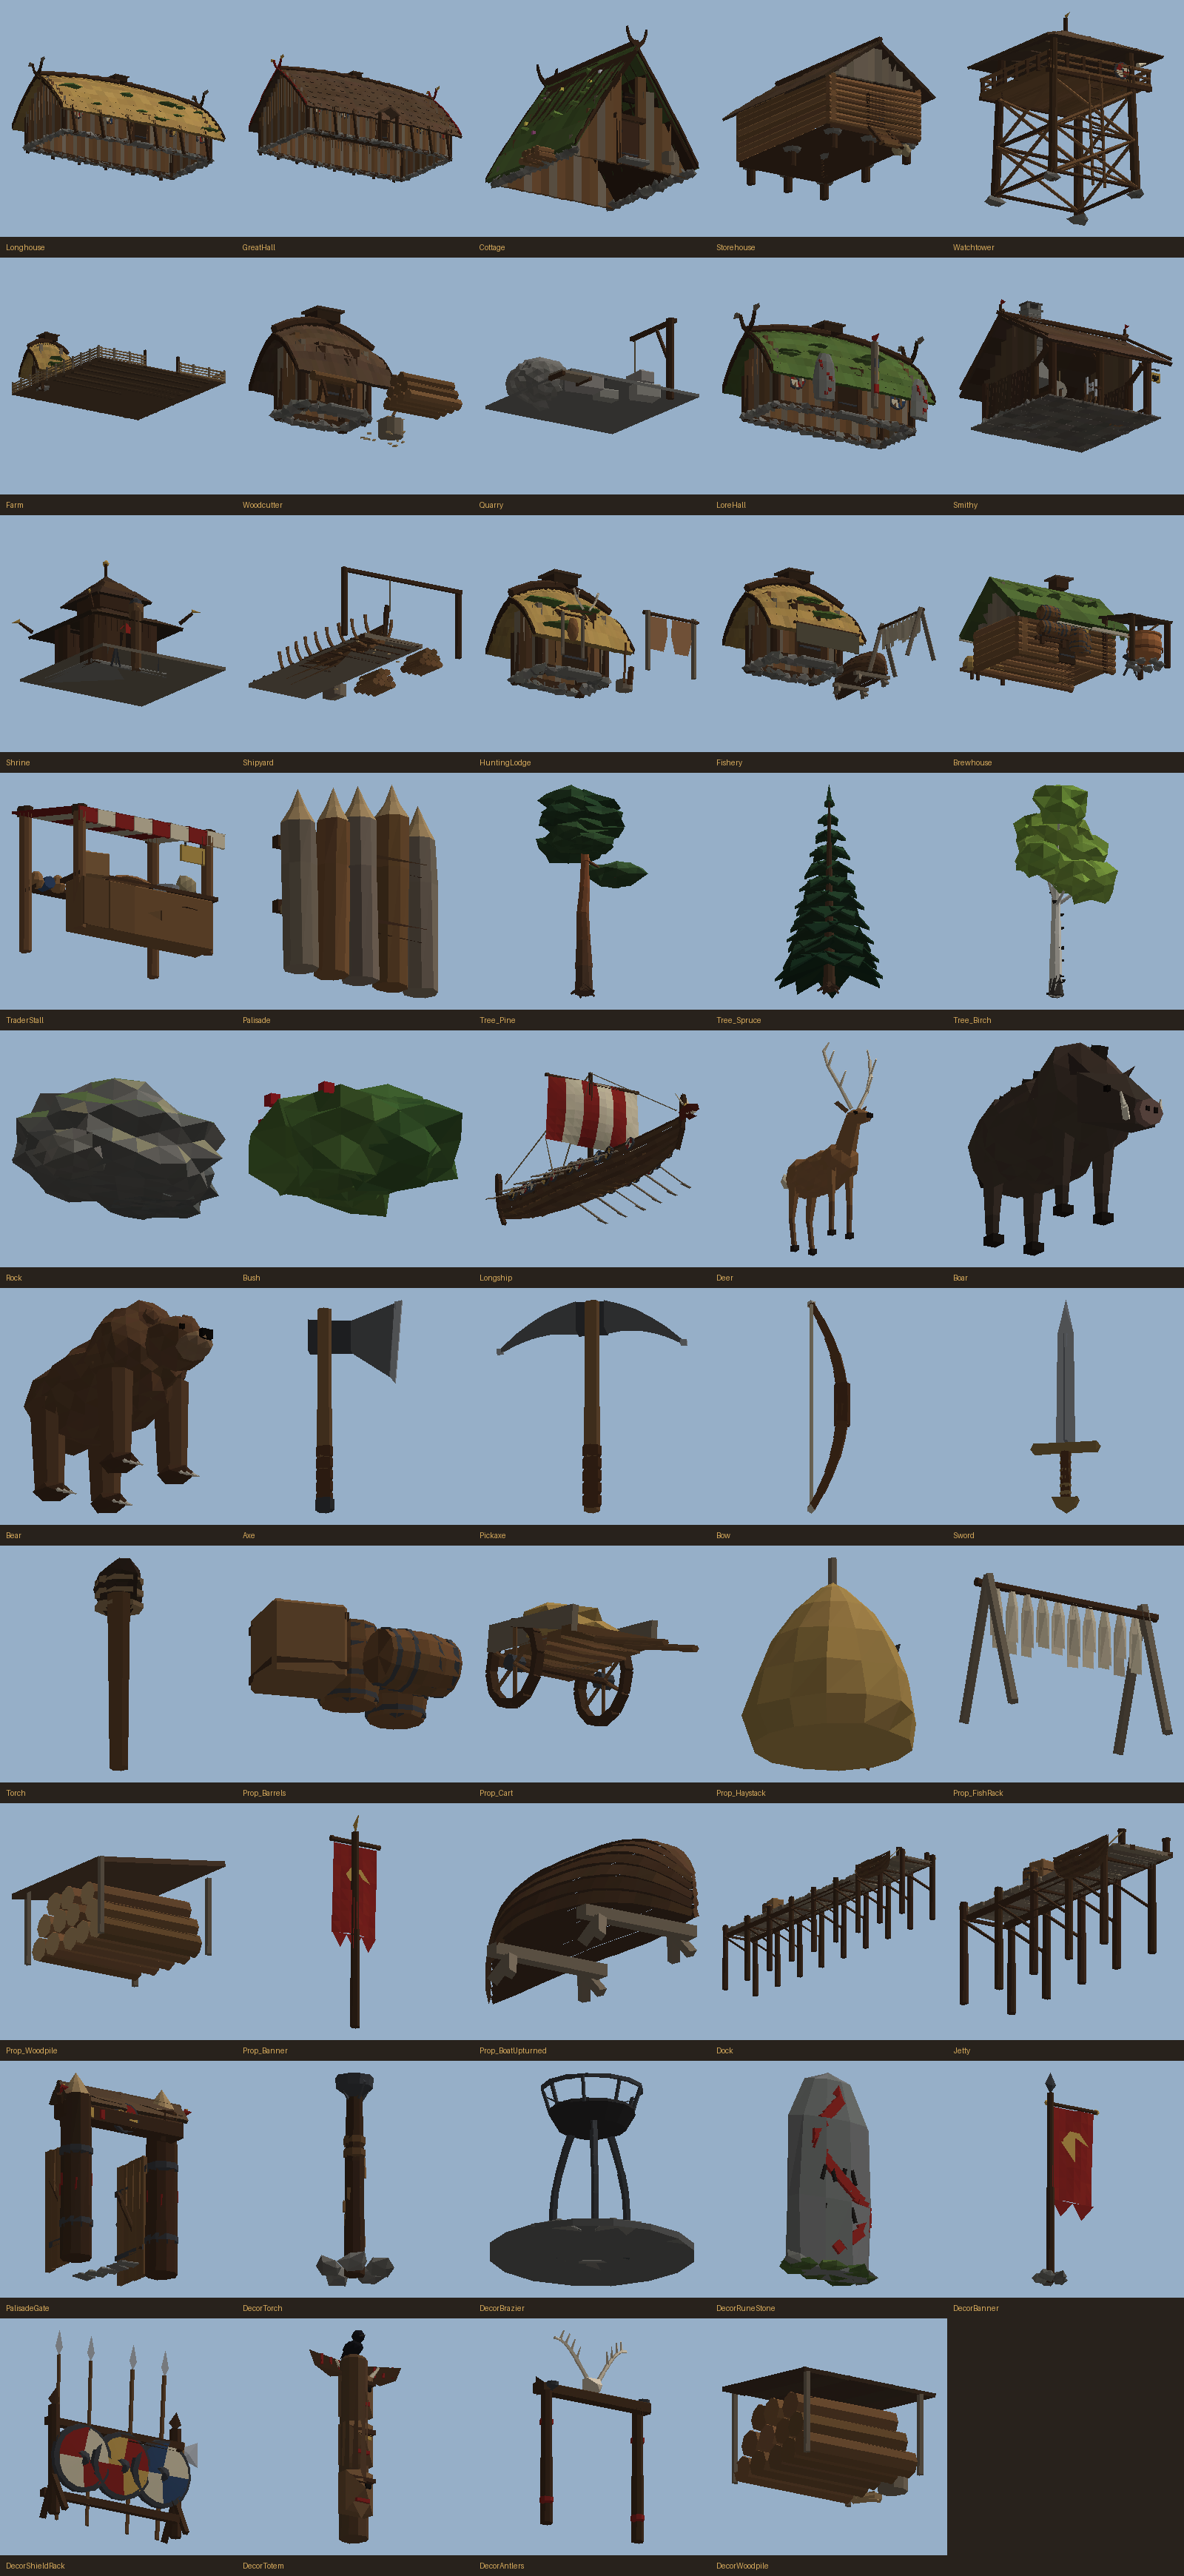 Longhouse
GreatHall
Cottage
Storehouse
Watchtower
Farm
Woodcutter
Quarry
LoreHall
Smithy
Shrine
Shipyard
HuntingLodge
Fishery
Brewhouse
TraderStall
Palisade
Tree_Pine
Tree_Spruce
Tree_Birch
Rock
Bush
Longship
Deer
Boar
Bear
Axe
Pickaxe
Bow
Sword
Torch
Prop_Barrels
Prop_Cart
Prop_Haystack
Prop_FishRack
Prop_Woodpile
Prop_Banner
Prop_BoatUpturned
Dock
Jetty
PalisadeGate
DecorTorch
DecorBrazier
DecorRuneStone
DecorBanner
DecorShieldRack
DecorTotem
DecorAntlers
DecorWoodpile